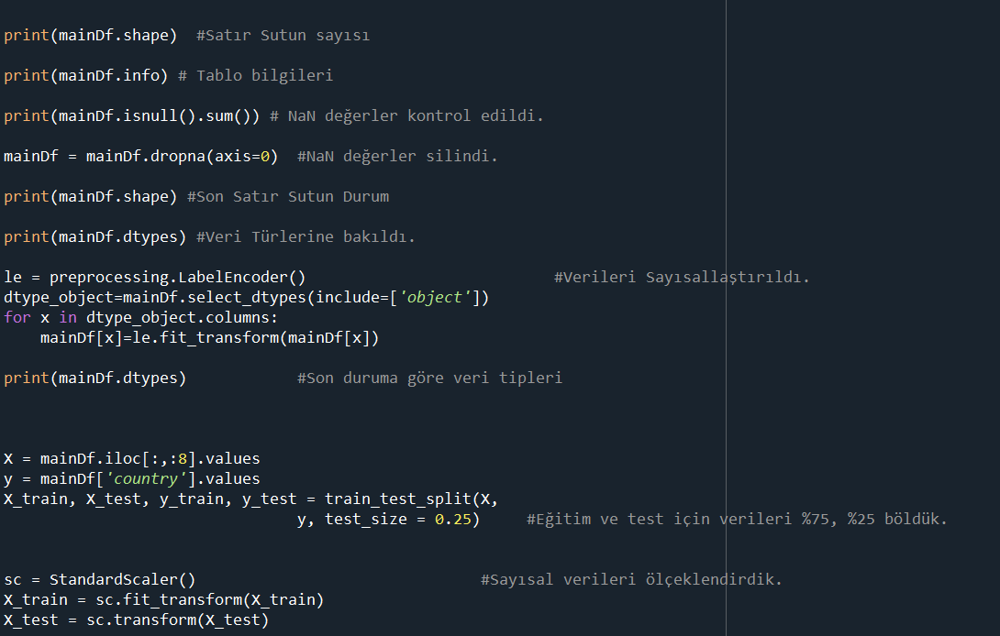 print(mainDf.shape)  #Satır Sutun sayısı
print(mainDf.info) # Tablo bilgileri
print(mainDf.isnull().sum()) # NaN değerler kontrol edildi.
mainDf = mainDf.dropna(axis=0)  #NaN değerler silindi.
print(mainDf.shape) #Son Satır Sutun Durum
print(mainDf.dtypes) #Veri Türlerine bakıldı.
le = preprocessing.LabelEncoder()                           #Verileri Sayısallaştırıldı.
dtype_object=mainDf.select_dtypes(include=['object'])
for x in dtype_object.columns:
    mainDf[x]=le.fit_transform(mainDf[x])
print(mainDf.dtypes)            #Son duruma göre veri tipleri
X = mainDf.iloc[:,:8].values
y = mainDf['country'].values
X_train, X_test, y_train, y_test = train_test_split(X,
                                y, test_size = 0.25)     #Eğitim ve test için verileri %75, %25 böldük.
sc = StandardScaler()                               #Sayısal verileri ölçeklendirdik.
X_train = sc.fit_transform(X_train)
X_test = sc.transform(X_test)